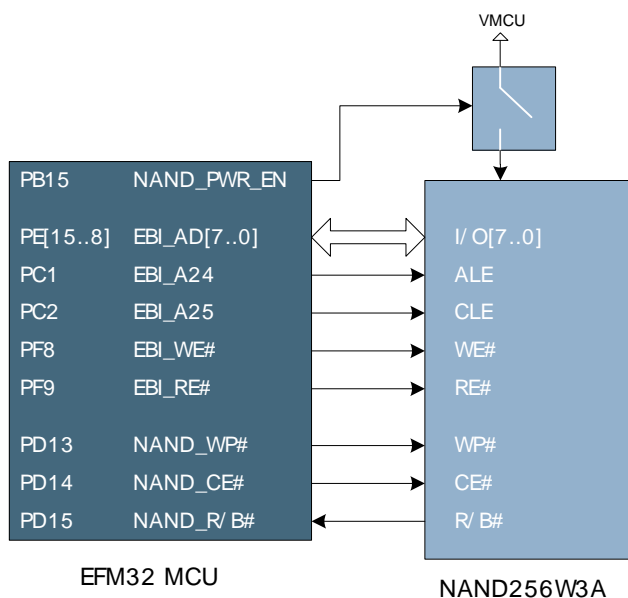 VMCU
PB15 NAND_PWR_EN
PE[15..8] EBI_AD[7..0] I/O[7..0]
PC1 EBI_A24 ALE
PC2 EBI_A25 CLE
PF8 EBI_WE# WE#
PF9 EBI_RE# RE#
PD13 NAND_WP# WP#
PD14 NAND_CE# CE#
PD15 NAND_R/B# R/B#
EFM32 MCU
NAND256W3A